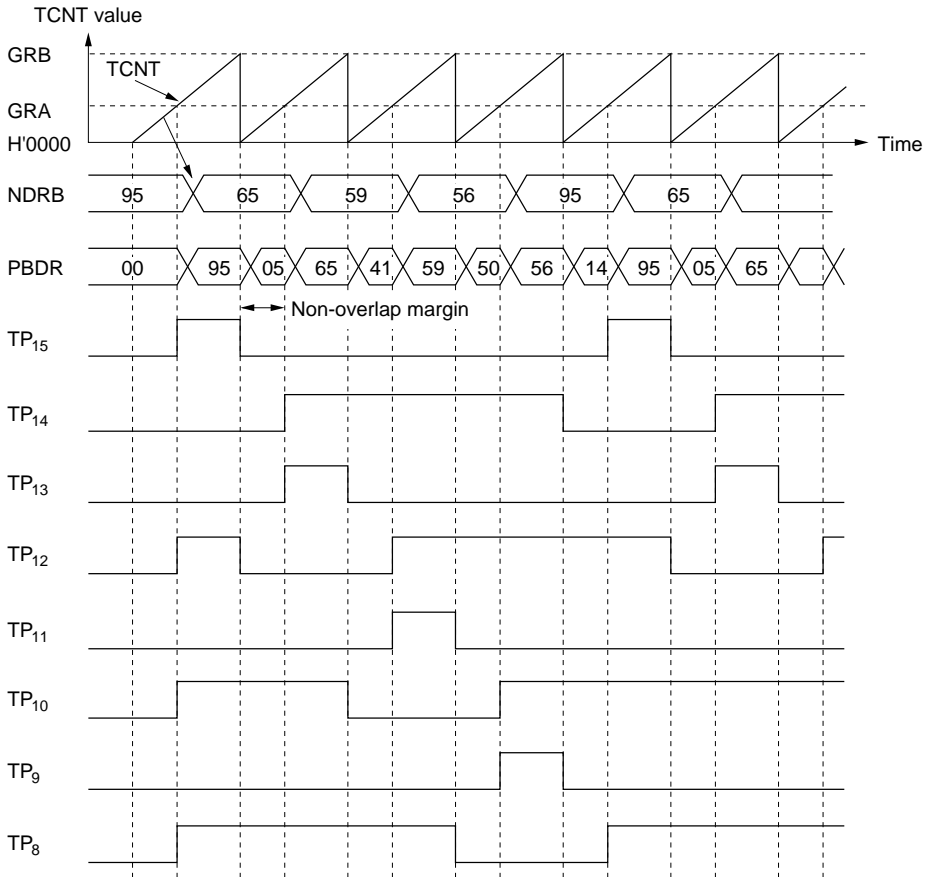 TCNT value
GRB
TCNT
GRA
H'0000
Time
NDRB 95 65 59 56 95 65
PBDR 00 95 05 65 41 59 50 56 14 95 05 65
Non-overlap margin
TP15
TP14
TP13
TP12
TP11
TP10
TP9
TP8